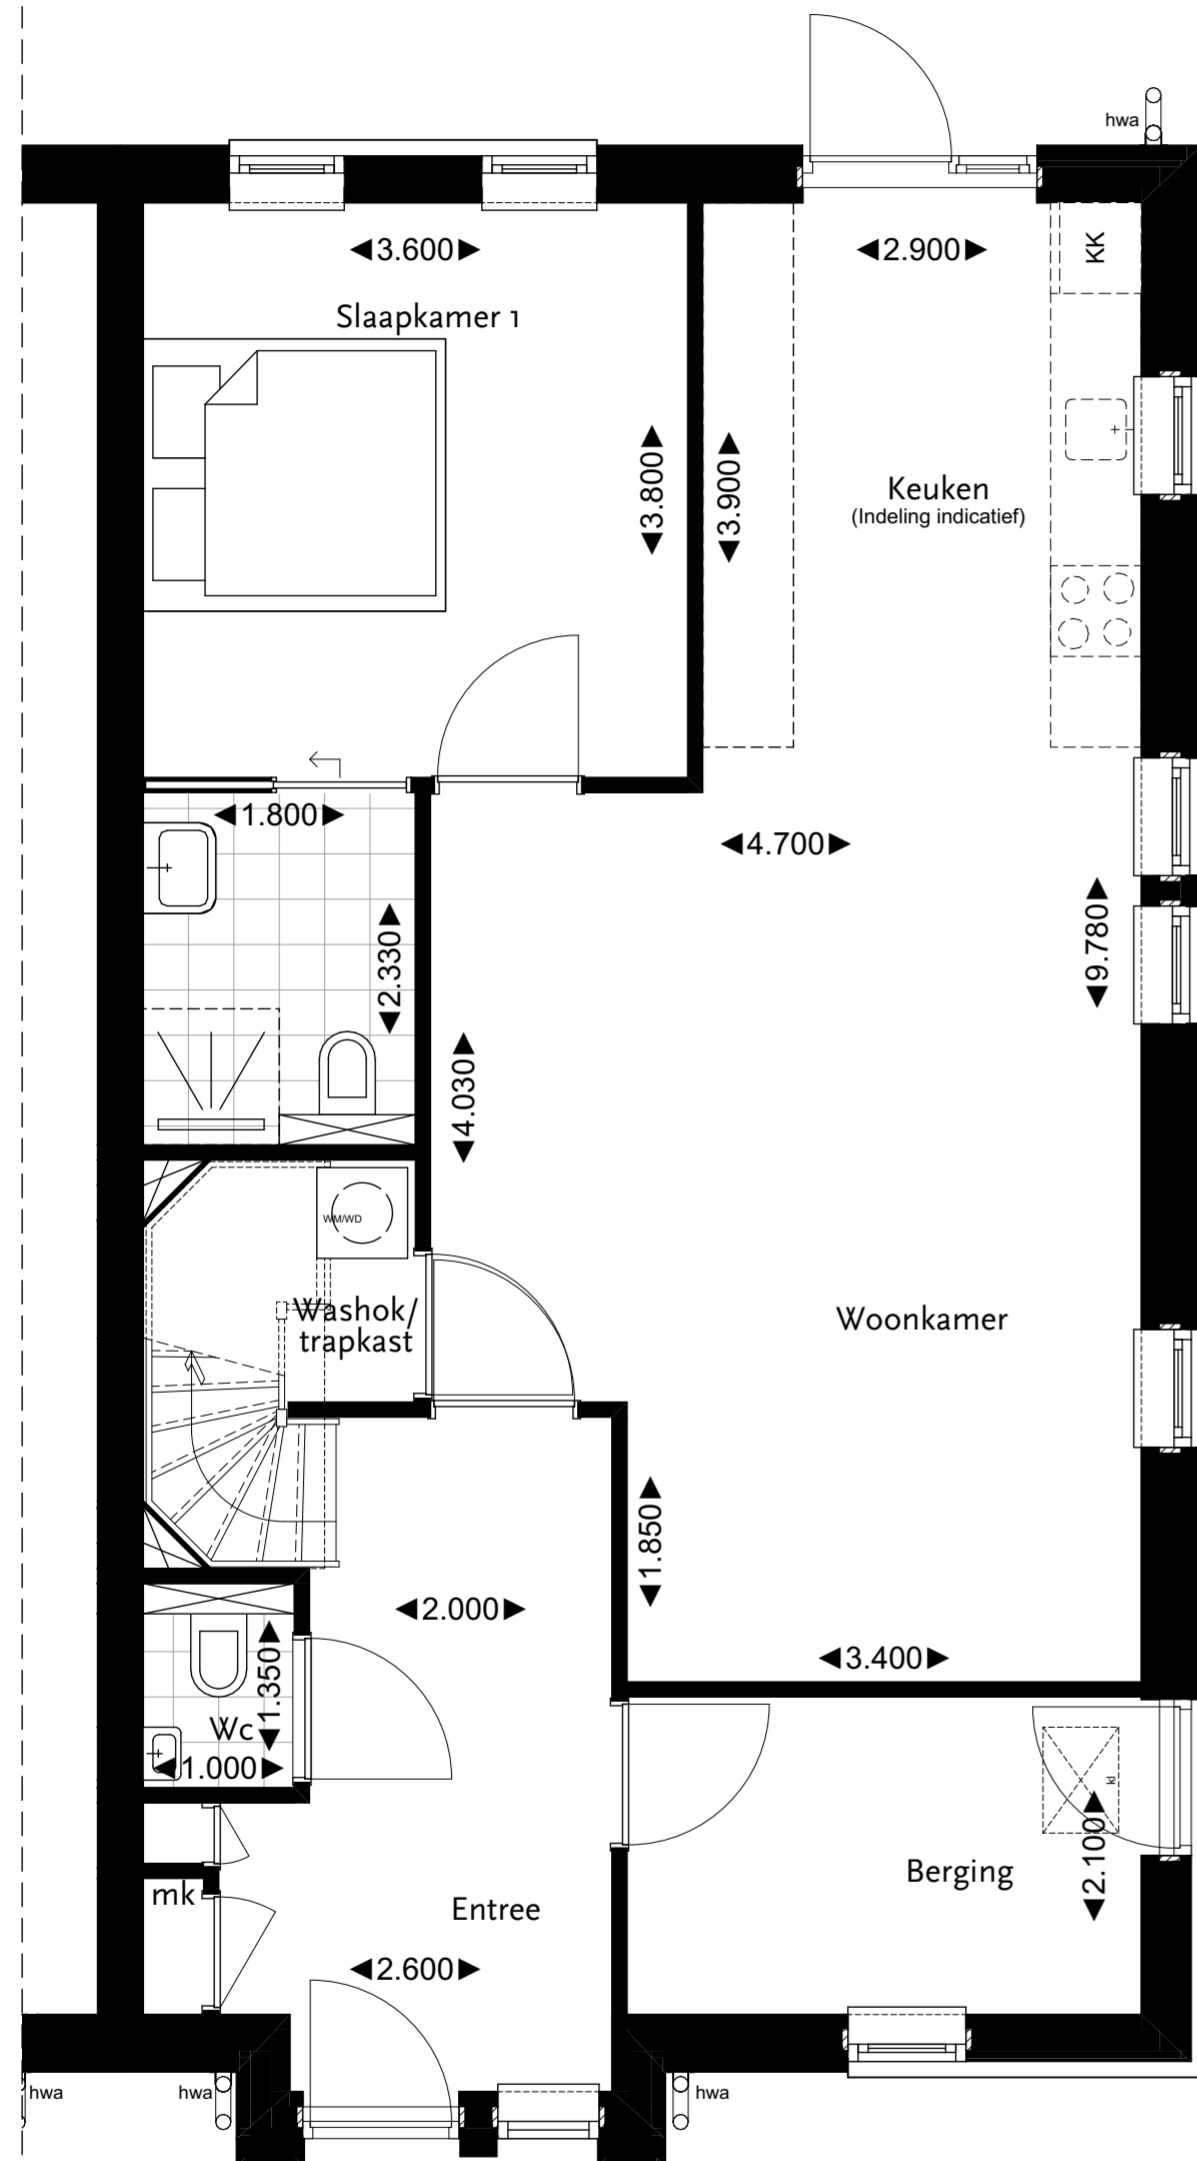 hwa
3.600
2.900
KK
Slaapkamer 1
3.800
3.900
Keuken
(Indeling indicatief)
1.800
4.700
2.330
9.780
4.030
WM/WD
Washok/
trapkast
Woonkamer
1.850
2.000
1.350
3.400
Wc
1.000
kl
2.100
Berging
mk
Entree
2.600
hwa
hwa
hwa